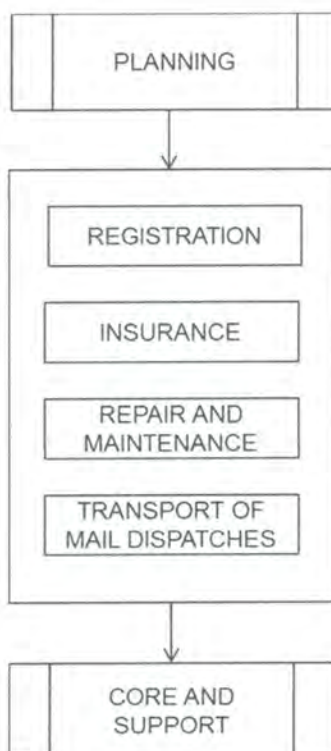 PLANNING
REGISTRATION
INSURANCE
REPAIR AND
MAINTENANCE
TRANSPORT OF
MAIL DISPATCHES
CORE AND
SUPPORT